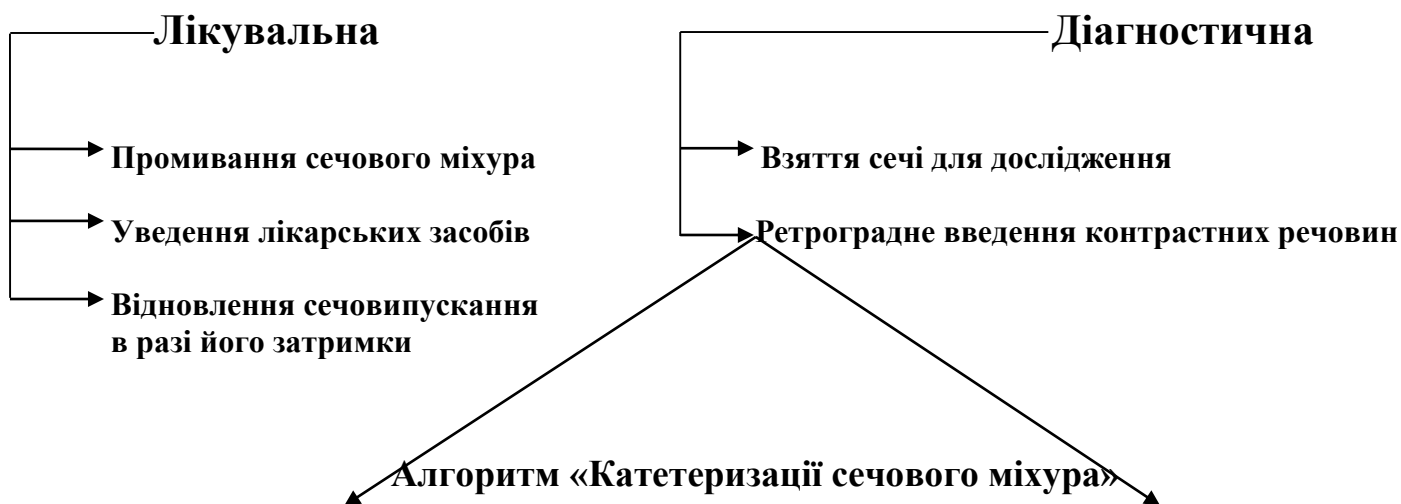 Лікувальна
Промивання сечового міхура
Уведення лікарських засобів
Відновлення сечовипускання
в разі його затримки
Діагностична
Взяття сечі для дослідження
Ретроградне введення контрастних речовин
Алгоритм «Катетеризації сечового міхура»